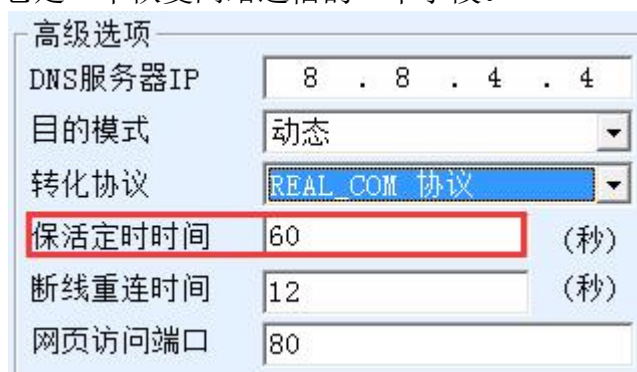 高级选项
DNS服务器IP 8 . 8 . 4 . 4
目的模式 动态
转化协议 REAL_COM 协议
保活定时时间 60 (秒)
断线重连时间 12 (秒)
网页访问端口 80